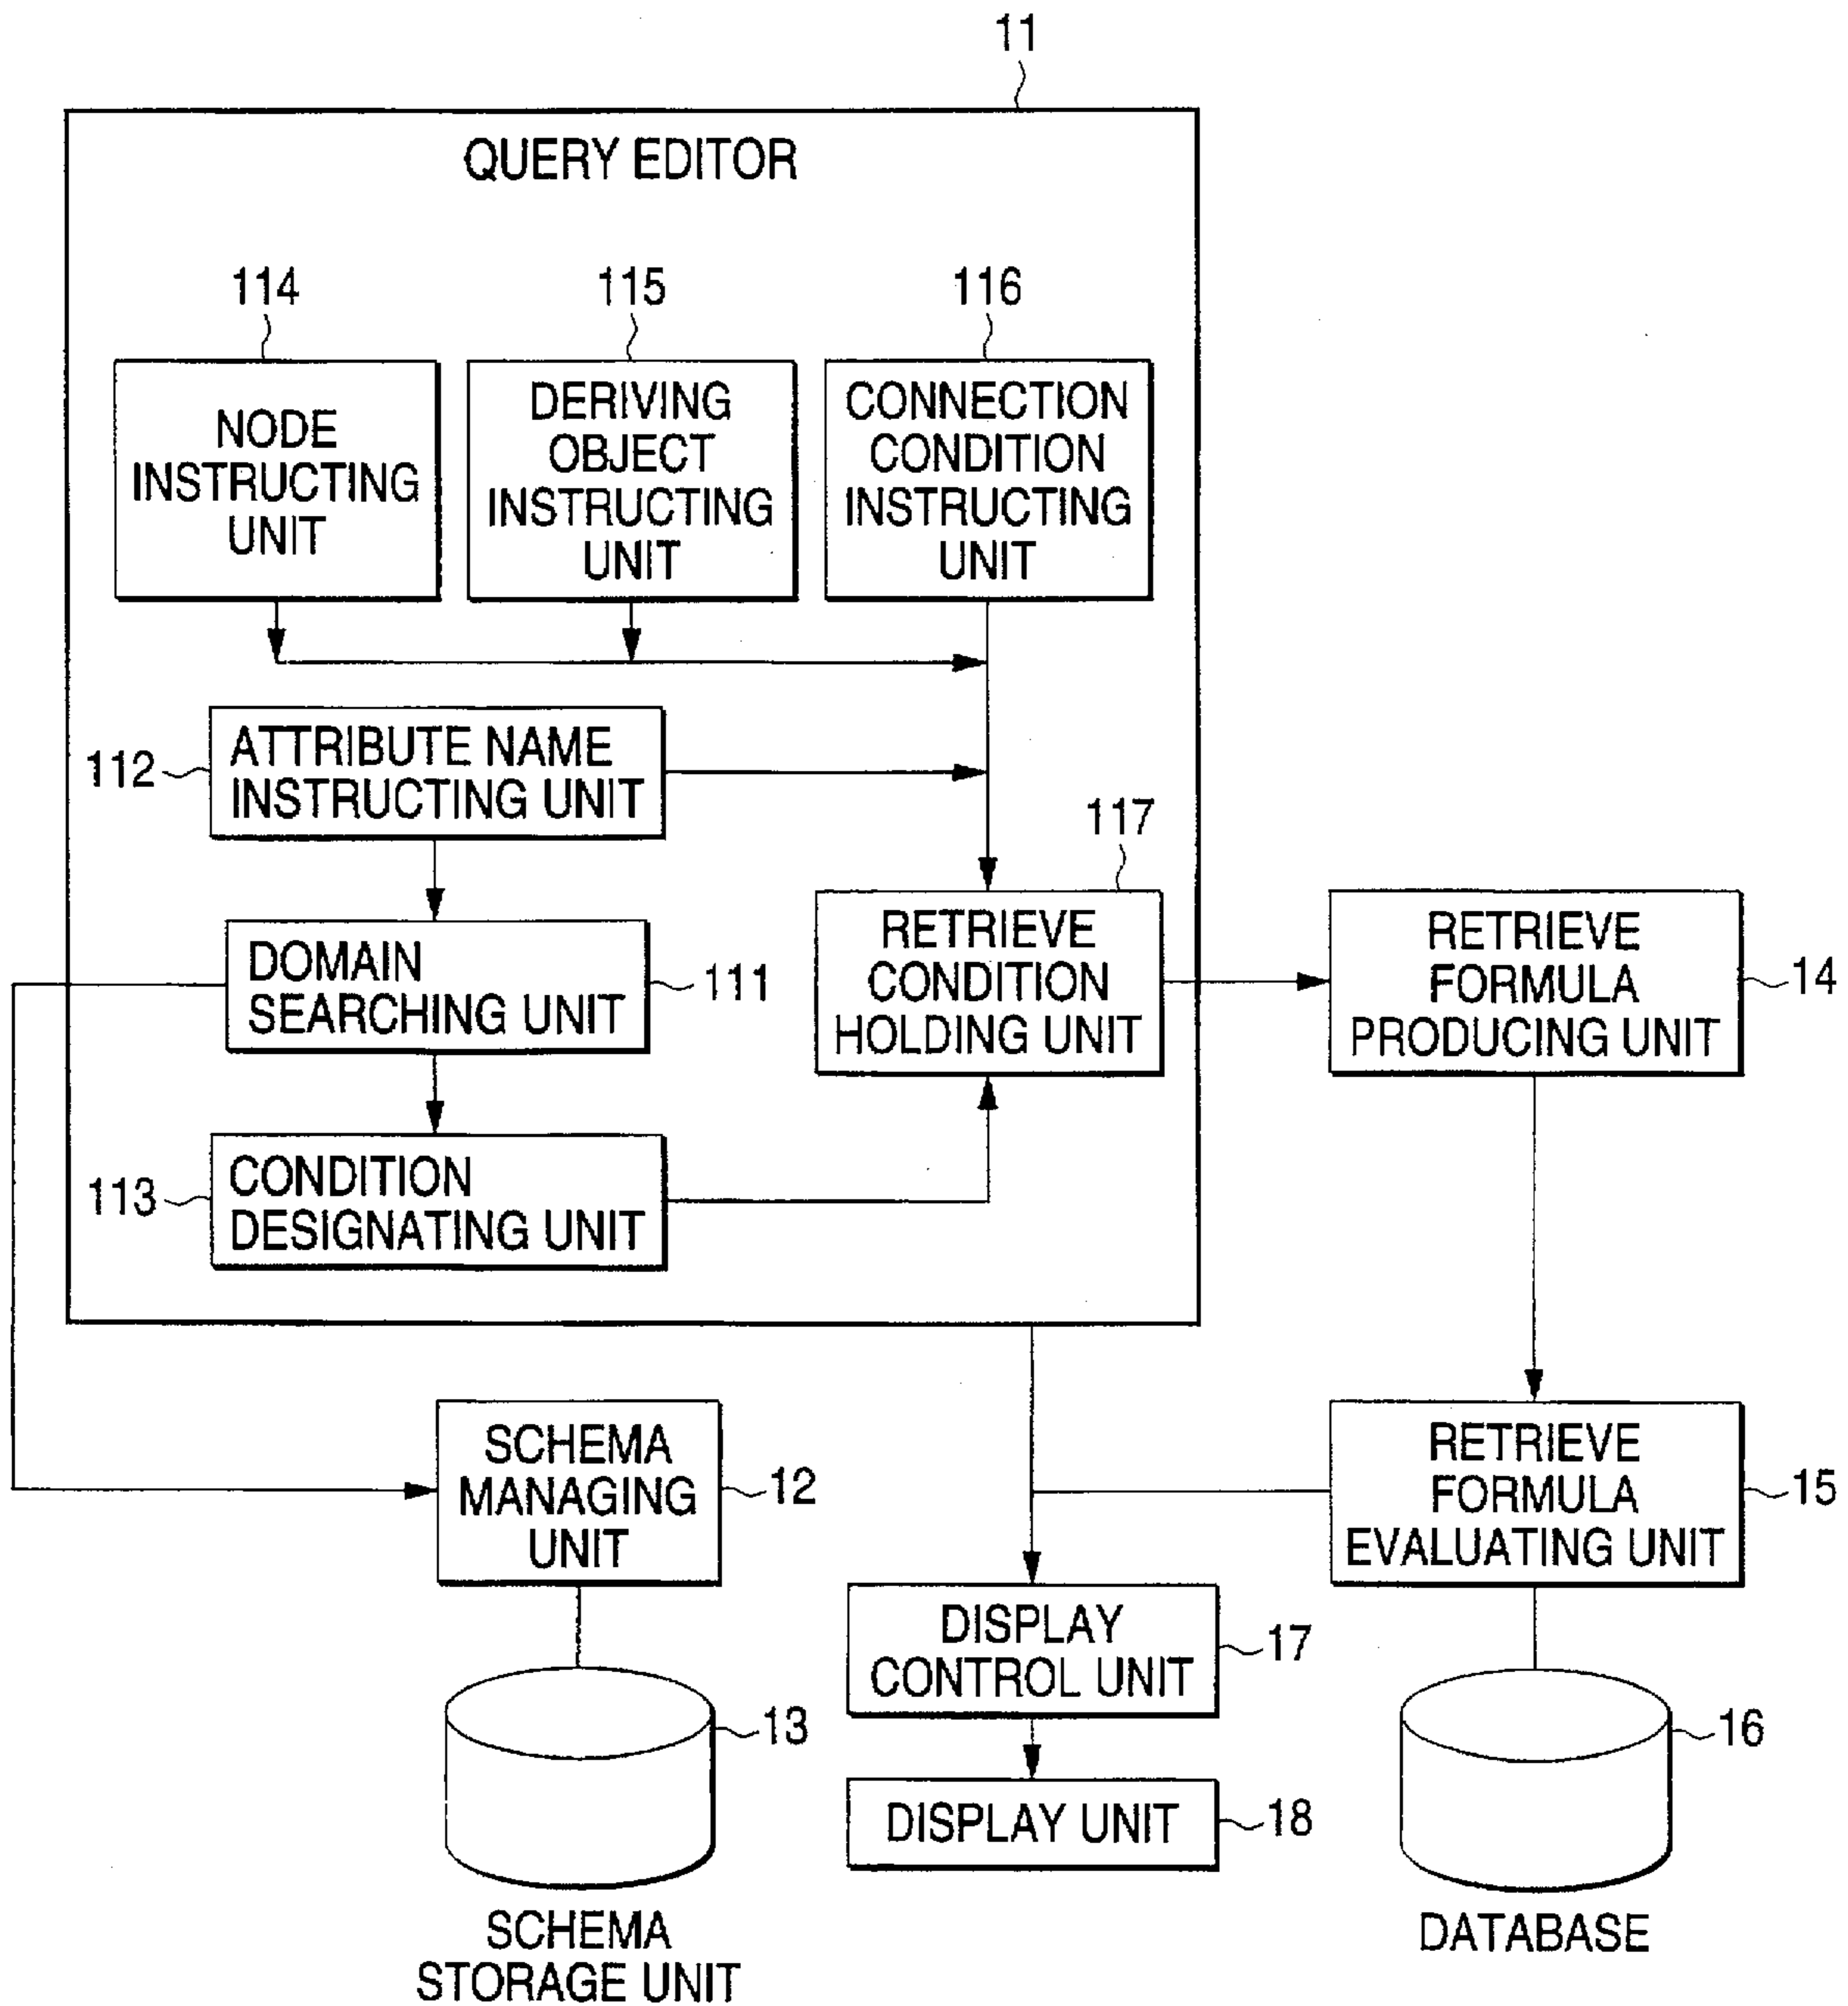 11
QUERY EDITOR
114
115
116
NODE
INSTRUCTING
UNIT
DERIVING
OBJECT
INSTRUCTING
UNIT
CONNECTION
CONDITION
INSTRUCTING
UNIT
112
ATTRIBUTE NAME
INSTRUCTING UNIT
117
DOMAIN
SEARCHING UNIT
111
RETRIEVE
CONDITION
HOLDING UNIT
RETRIEVE
FORMULA
PRODUCING UNIT
14
113
CONDITION
DESIGNATING UNIT
SCHEMA
MANAGING
UNIT
12
RETRIEVE
FORMULA
EVALUATING UNIT
15
DISPLAY
CONTROL UNIT
17
13
16
DISPLAY UNIT
18
SCHEMA
STORAGE UNIT
DATABASE